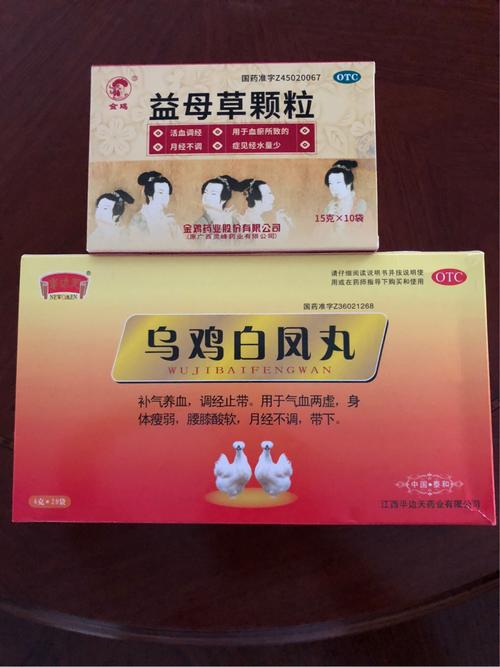 国药准字Z45020067
OTC
金鸡
益母草颗粒
活血调经
用于血瘀所致的
月经不调
症见经水量少
15克×10袋
金鸡药业股份有限公司
(原广西灵峰药业有限公司)
NEWOMEN
请仔细阅读说明书并按说明使
用或在药师指导下购买和使用
OTC
国药准字Z36021268
乌鸡白凤丸
WUJIBAIFENGWAN
补气养血，调经止带。用于气血两虚，身
体瘦弱，腰膝酸软，月经不调，带下。
中国·泰和
江西半边天药业有限公司